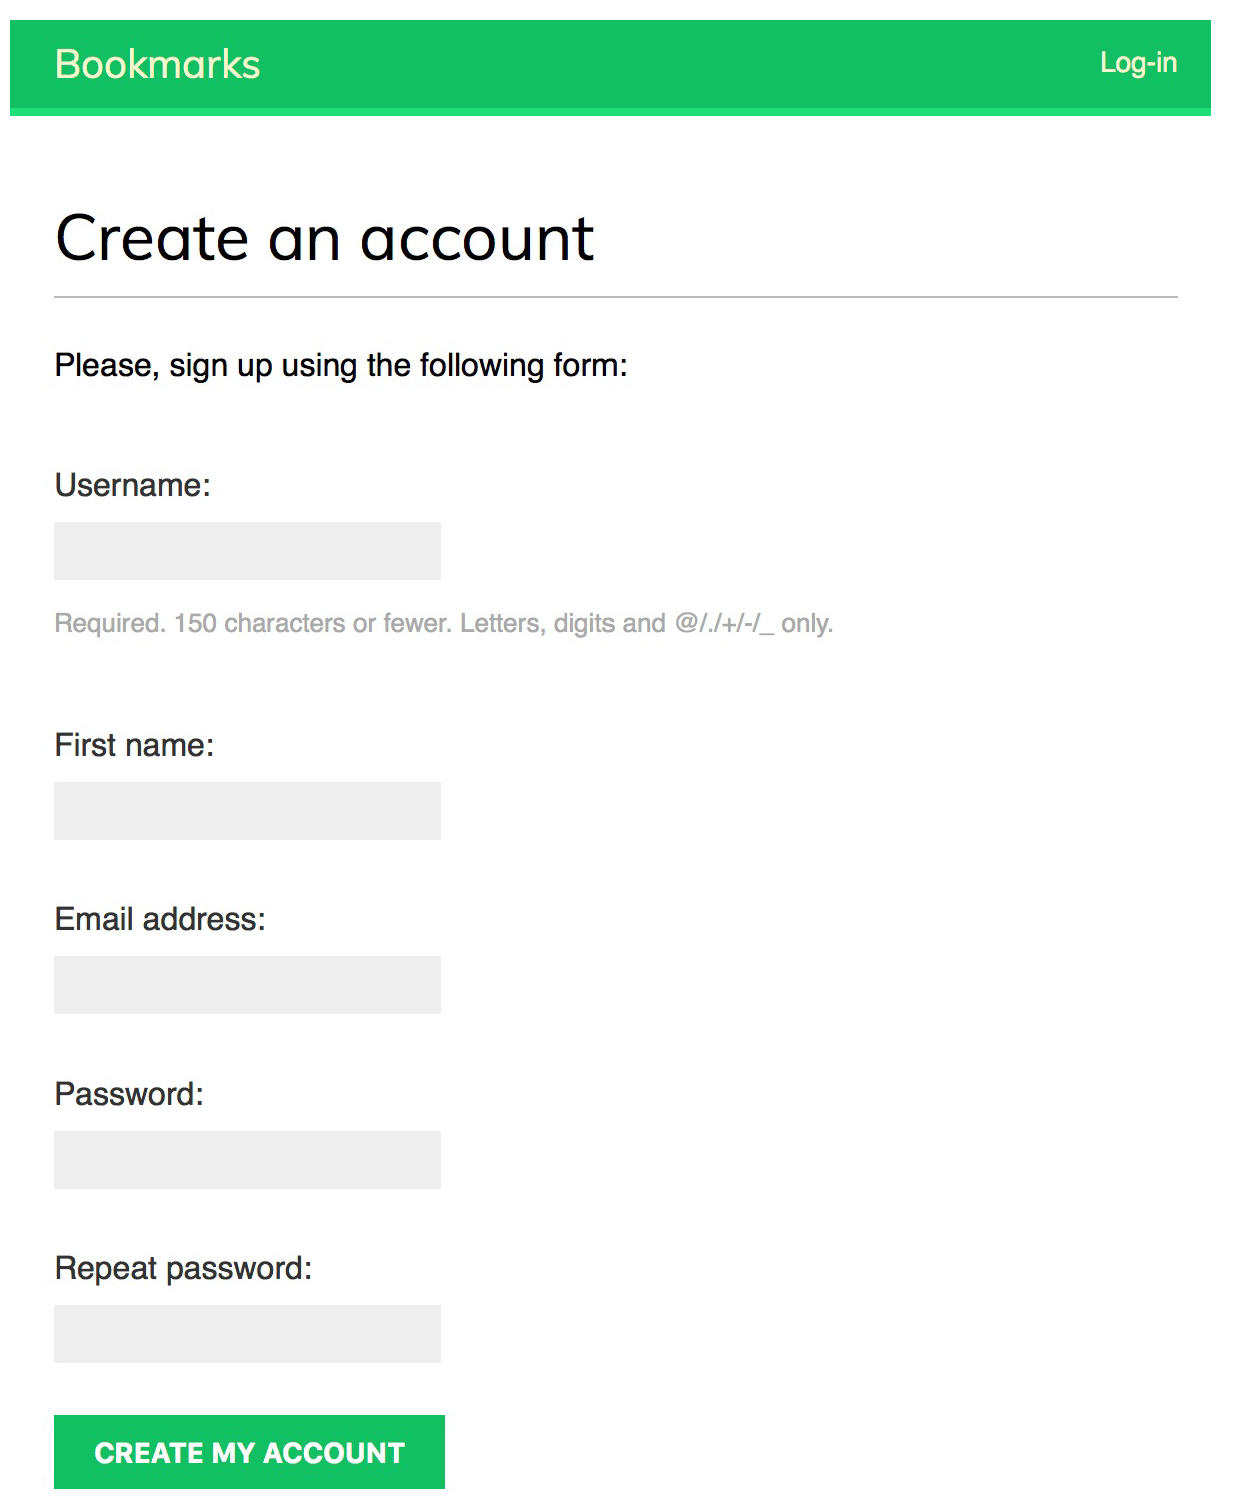 Bookmarks
Log-in
Create an account
Please, sign up using the following form:
Username:
Required. 150 characters or fewer. Letters, digits and @/./+/-/_ only.
First name:
Email address:
Password:
Repeat password:
CREATE MY ACCOUNT